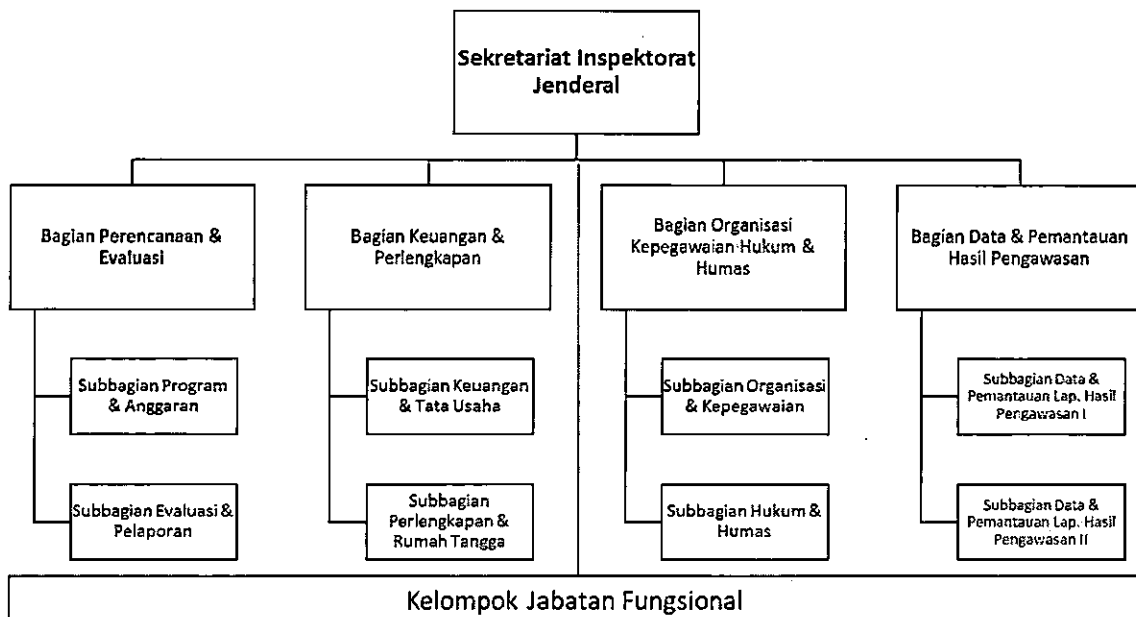 Sekretariat Inspektorat
Jenderal
Bagian Perencanaan &
Evaluasi
Bagian Keuangan &
Perlengkapan
Bagian Organisasi
Kepegawaian Hukum &
Humas
Bagian Data & Pemantauan
Hasil Pengawasan
Subbagian Program
& Anggaran
Subbagian Keuangan
& Tata Usaha
Subbagian Organisasi
& Kepegawaian
Subbagian Data &
Pemantauan Lap. Hasil
Pengawasan I
Subbagian Evaluasi &
Pelaporan
Subbagian
Perlengkapan &
Rumah Tangga
Subbagian Hukum &
Humas
Subbagian Data &
Pemantauan Lap. Hasil
Pengawasan II
Kelompok Jabatan Fungsional